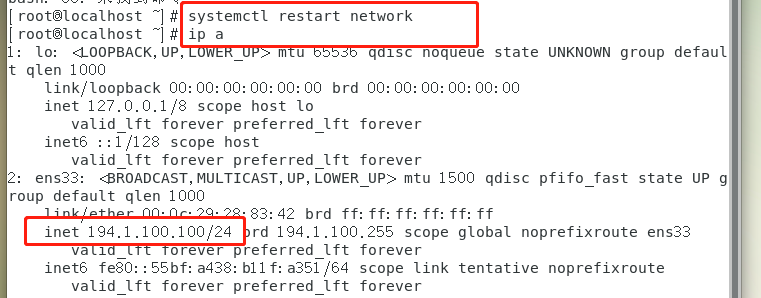 [root@localhost ~]# systemctl restart network
[root@localhost ~]# ip a
1: lo: <LOOPBACK,UP,LOWER_UP> mtu 65536 qdisc noqueue state UNKNOWN group defaul
t qlen 1000
    link/loopback 00:00:00:00:00:00 brd 00:00:00:00:00:00
    inet 127.0.0.1/8 scope host lo
       valid_lft forever preferred_lft forever
    inet6 ::1/128 scope host
       valid_lft forever preferred_lft forever
2: ens33: <BROADCAST,MULTICAST,UP,LOWER_UP> mtu 1500 qdisc pfifo_fast state UP g
roup default qlen 1000
    link/ether 00:0c:29:28:83:42 brd ff:ff:ff:ff:ff:ff
    inet 194.1.100.100/24 brd 194.1.100.255 scope global noprefixroute ens33
       valid_lft forever preferred_lft forever
    inet6 fe80::55bf:a438:b11f:a351/64 scope link tentative noprefixroute
       valid_lft forever preferred_lft forever